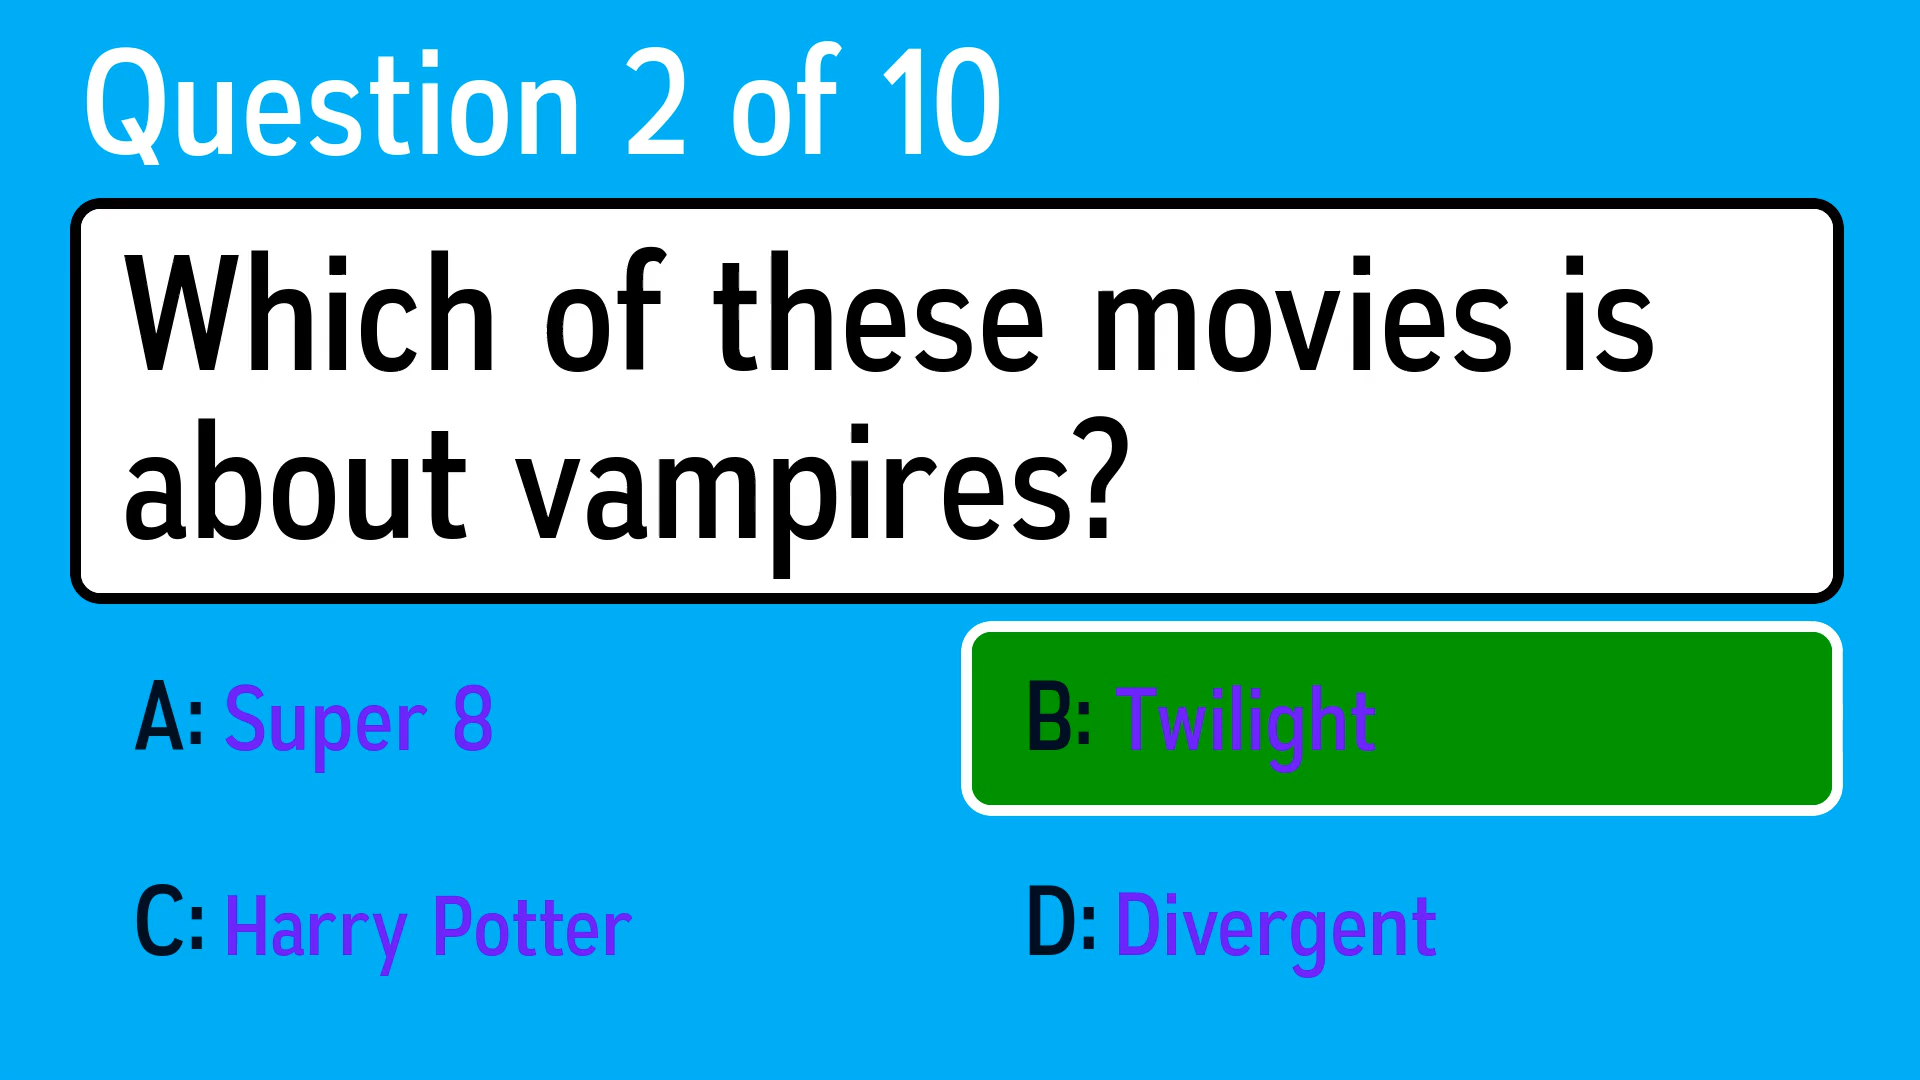 Question 2 of 10
Which of these movies is
about vampires?
A: Super 8
B: Twilight
C: Harry Potter
D: Divergent